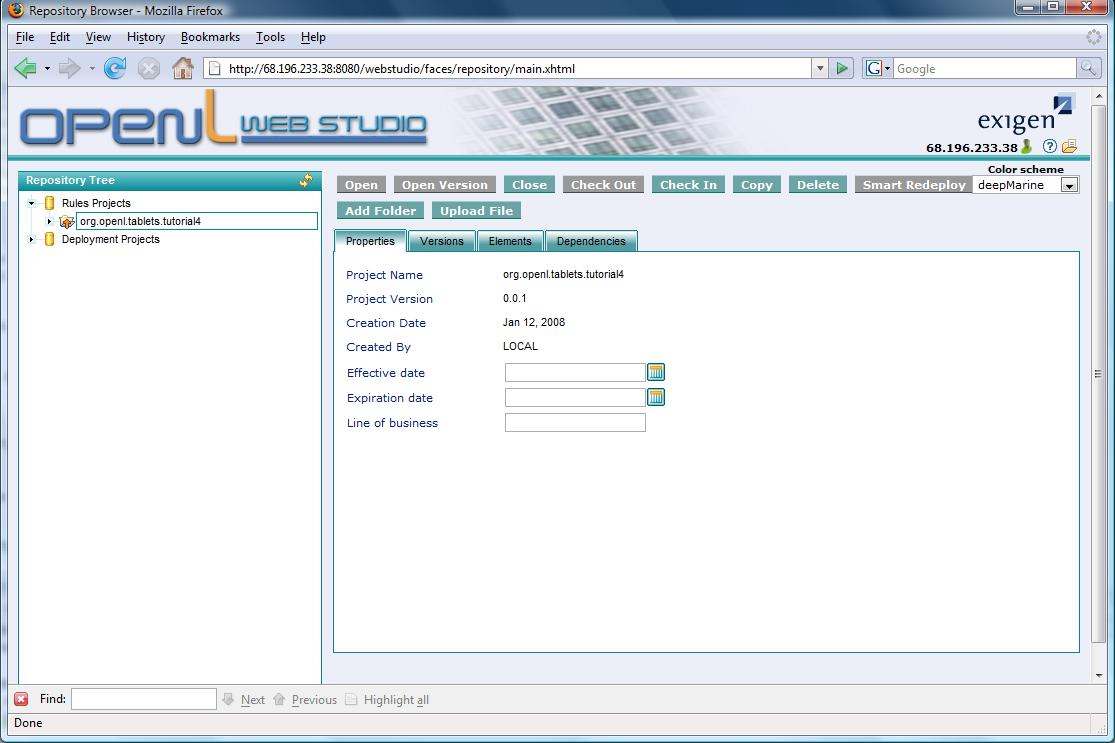 Repository Browser - Mozilla Firefox
File Edit View History Bookmarks Tools Help
http://68.196.233.38:8080/webstudio/faces/repository/main.xhtml G Google
OPENL WEB STUDIO
exigen
68.196.233.38 ?
Color scheme
Repository Tree
Open Open Version Close Check Out Check In Copy Delete Smart Redeploy deepMarine
Rules Projects
Add Folder Upload File
org.openl.tablets.tutorial4
Deployment Projects
Properties Versions Elements Dependencies
Project Name org.openl.tablets.tutorial4
Project Version 0.0.1
Creation Date Jan 12, 2008
Created By LOCAL
Effective date
Expiration date
Line of business
Find: Next Previous Highlight all
Done